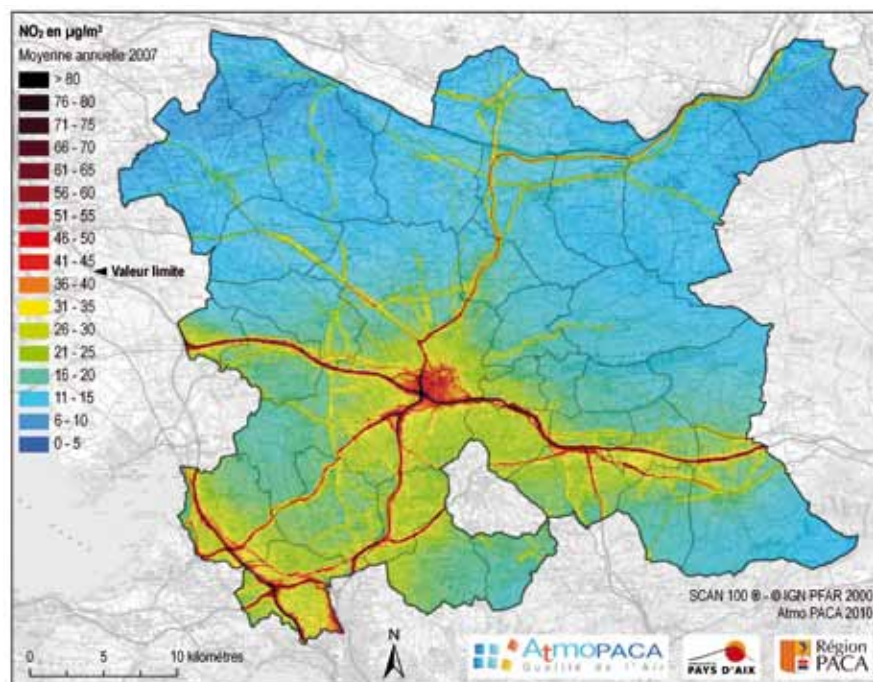 NO₂ en µg/m³
Moyenne annuelle 2007
> 80
76 - 80
71 - 75
66 - 70
61 - 65
56 - 60
51 - 55
46 - 50
41 - 45
Valeur limite
36 - 40
31 - 35
26 - 30
21 - 25
16 - 20
11 - 15
6 - 10
0 - 5
SCAN 100 ® - © IGN PFAR 2000
Atmo PACA 2010
0 5 10 kilomètres
N
ATMOPACA
Qualité de l'Air
PAYS D'AIX
Région
PACA